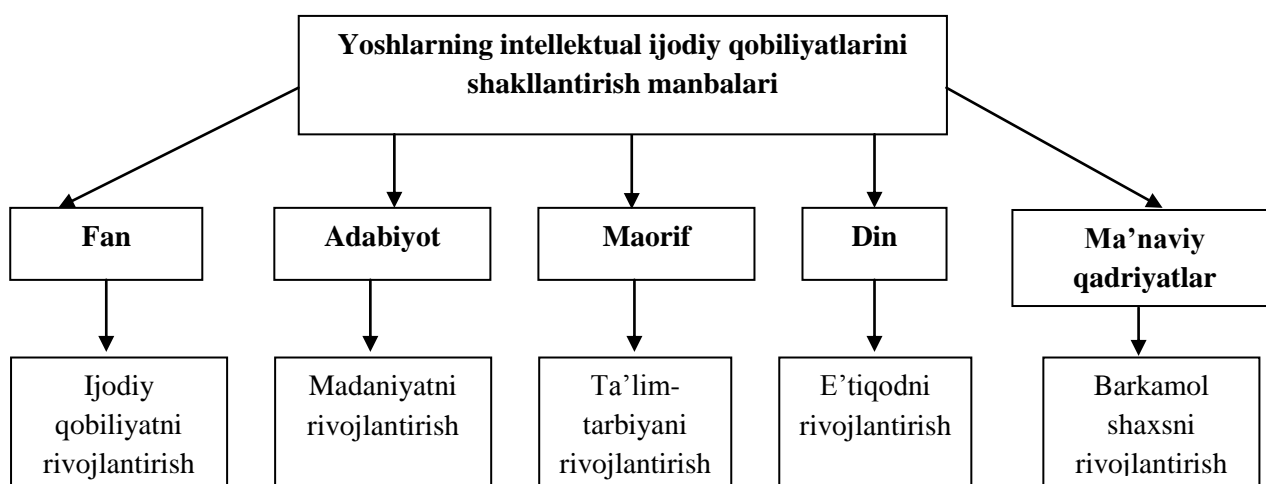 Yoshlarning intellektual ijodiy qobiliyatlarini
shakllantirish manbalari
Fan
Adabiyot
Maorif
Din
Ma’naviy
qadriyatlar
Ijodiy
qobiliyatni
rivojlantirish
Madaniyatni
rivojlantirish
Ta’lim-
tarbiyani
rivojlantirish
E’tiqodni
rivojlantirish
Barkamol
shaxsni
rivojlantirish